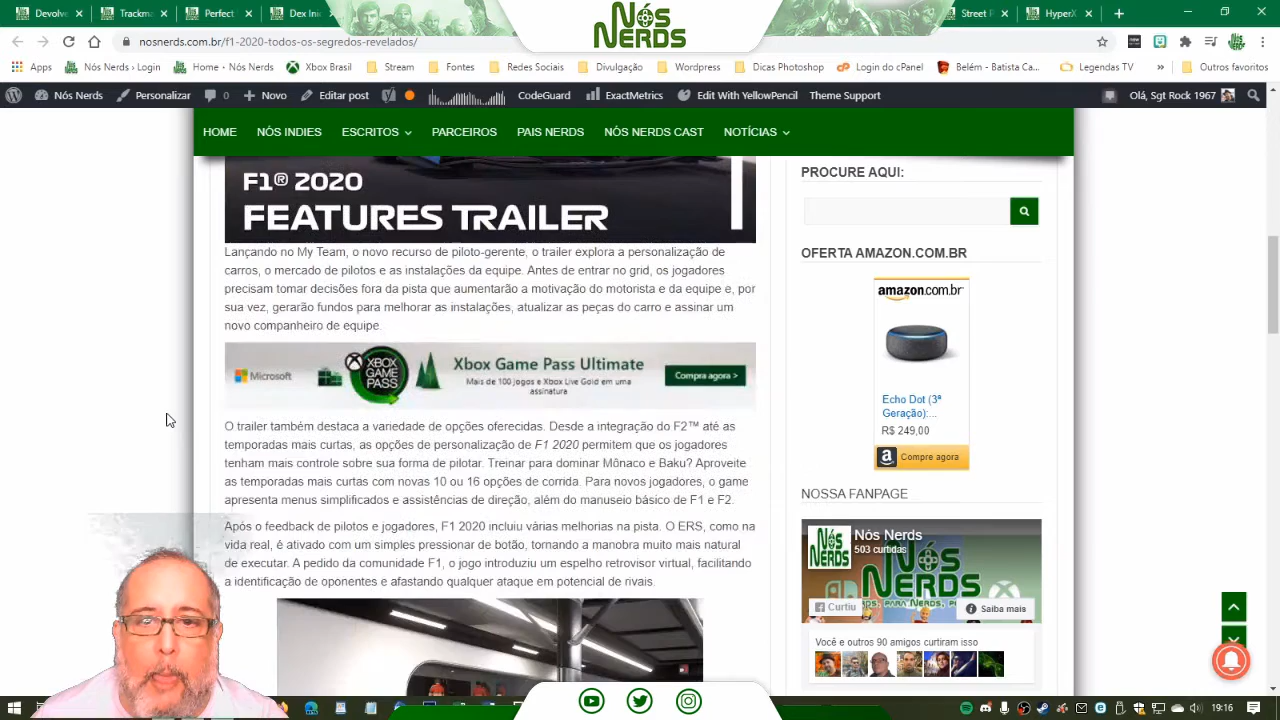 Dex Ind
Perfect
Street P
HyperX
Nós
NERDS
nosnerds.com.br/f1-2020-todos-os-segredos-revelados/
Apps
Nós Nerds › Login
Home · Nós Nerds
Xbox Brasil
Stream
Fontes
Redes Sociais
Divulgação
Wordpress
Dicas Photoshop
Login do cPanel
Belém - Batista Ca...
Legendas TV
»
Outros favoritos
Nós Nerds
Personalizar
0
Novo
Editar post
CodeGuard
ExactMetrics
Edit With YellowPencil
Theme Support
Olá, Sgt Rock 1967
HOME
NÓS INDIES
ESCRITOS
PARCEIROS
PAIS NERDS
NÓS NERDS CAST
NOTÍCIAS
F1® 2020
FEATURES TRAILER
Lançando no My Team, o novo recurso de piloto-gerente, o trailer explora a personalização de
carros, o mercado de pilotos e as instalações da equipe. Antes de entrar no grid, os jogadores
precisam tomar decisões fora da pista que aumentarão a motivação do motorista e da equipe e, por
sua vez, gerarão fundos para melhorar as instalações, atualizar as peças do carro e assinar um
novo companheiro de equipe.
Microsoft
XBOX
GAME
PASS
Xbox Game Pass Ultimate
Mais de 100 jogos e Xbox Live Gold em uma
assinatura
Compra agora >
O trailer também destaca a variedade de opções oferecidas. Desde a integração do F2™ até as
temporadas mais curtas, as opções de personalização de F1 2020 permitem que os jogadores
tenham mais controle sobre sua forma de pilotar. Treinar para dominar Mônaco e Baku? Aproveite
as temporadas mais curtas com novas 10 ou 16 opções de corrida. Para novos jogadores, o game
apresenta menus simplificados e assistências de direção, além do manuseio básico de F1 e F2.
Após o feedback de pilotos e jogadores, F1 2020 incluiu várias melhorias na pista. O ERS, como na
vida real, é ativado com um simples pressionar de botão, tornando a manobra muito mais natural
de executar. A pedido da comunidade F1, o jogo introduziu um espelho retrovisor virtual, facilitando
a identificação de oponentes e afastando qualquer ataque em potencial de rivais.
PROCURE AQUI:
OFERTA AMAZON.COM.BR
amazon.com.br
Echo Dot (3ª
Geração):...
R$ 249,00
Compre agora
NOSSA FANPAGE
Nós Nerds
503 curtidas
Nós
NERDS
Curtiu
Saiba mais
Você e outros 90 amigos curtiram isso
19:16